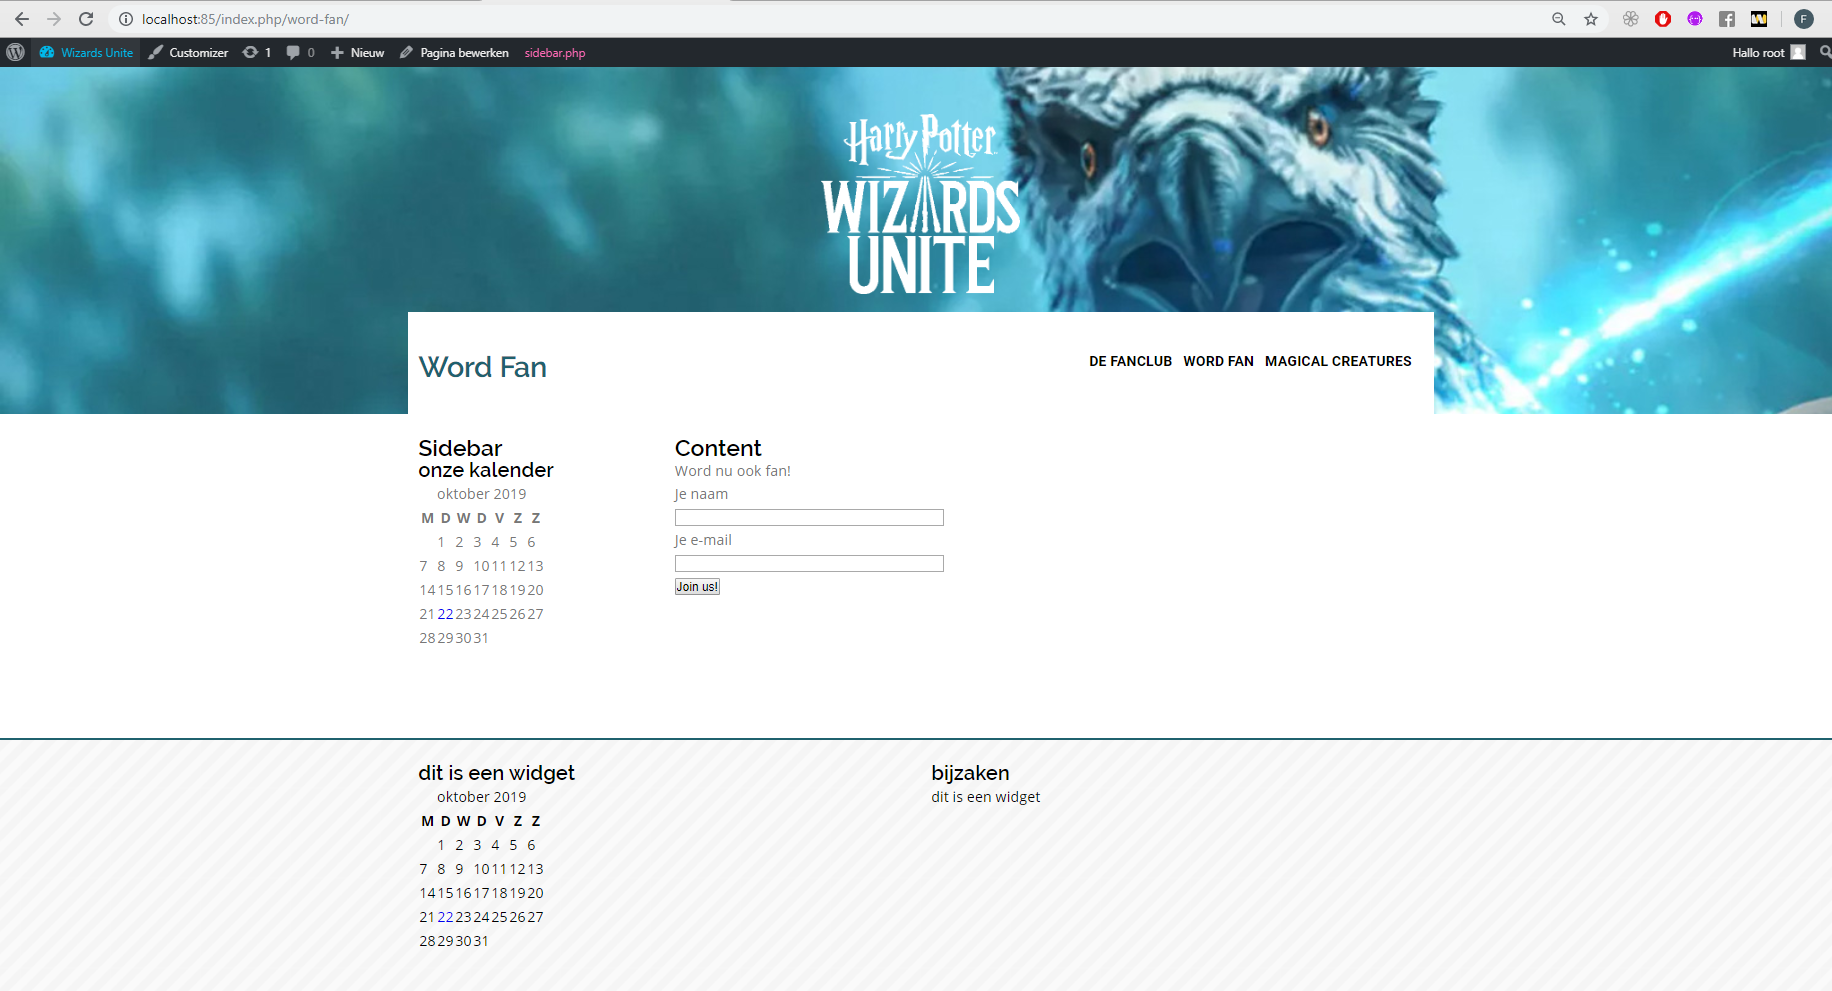 localhost:85/index.php/word-fan/
F
Wizards Unite Customizer 1 0 Nieuw Pagina bewerken sidebar.php Hallo root
Harry Potter
WIZARDS
UNITE
Word Fan
DE FANCLUB WORD FAN MAGICAL CREATURES
Sidebar
onze kalender
oktober 2019
M D W D V Z Z
1 2 3 4 5 6
7 8 9 10 11 12 13
14 15 16 17 18 19 20
21 22 23 24 25 26 27
28 29 30 31
Content
Word nu ook fan!
Je naam
Je e-mail
Join us!
dit is een widget
oktober 2019
M D W D V Z Z
1 2 3 4 5 6
7 8 9 10 11 12 13
14 15 16 17 18 19 20
21 22 23 24 25 26 27
28 29 30 31
bijzaken
dit is een widget